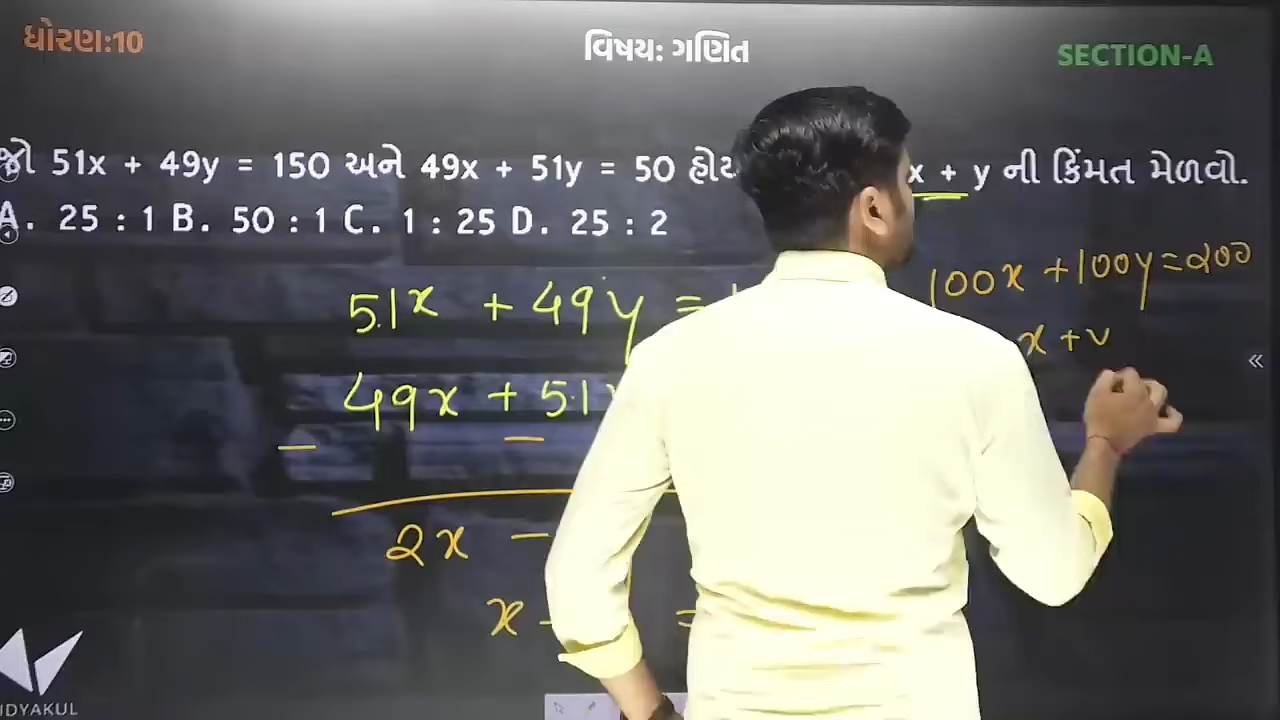 ધોરણ:10
વિષય: ગણિત
SECTION-A
જો 51x + 49y = 150 અને 49x + 51y = 50 હોય x + y ની કિંમત મેળવો.
A. 25 : 1 B. 50 : 1 C. 1 : 25 D. 25 : 2
51x + 49y =
49x + 51
2x -
x - =
100x + 100y = 200
x + y
IDYAKUL